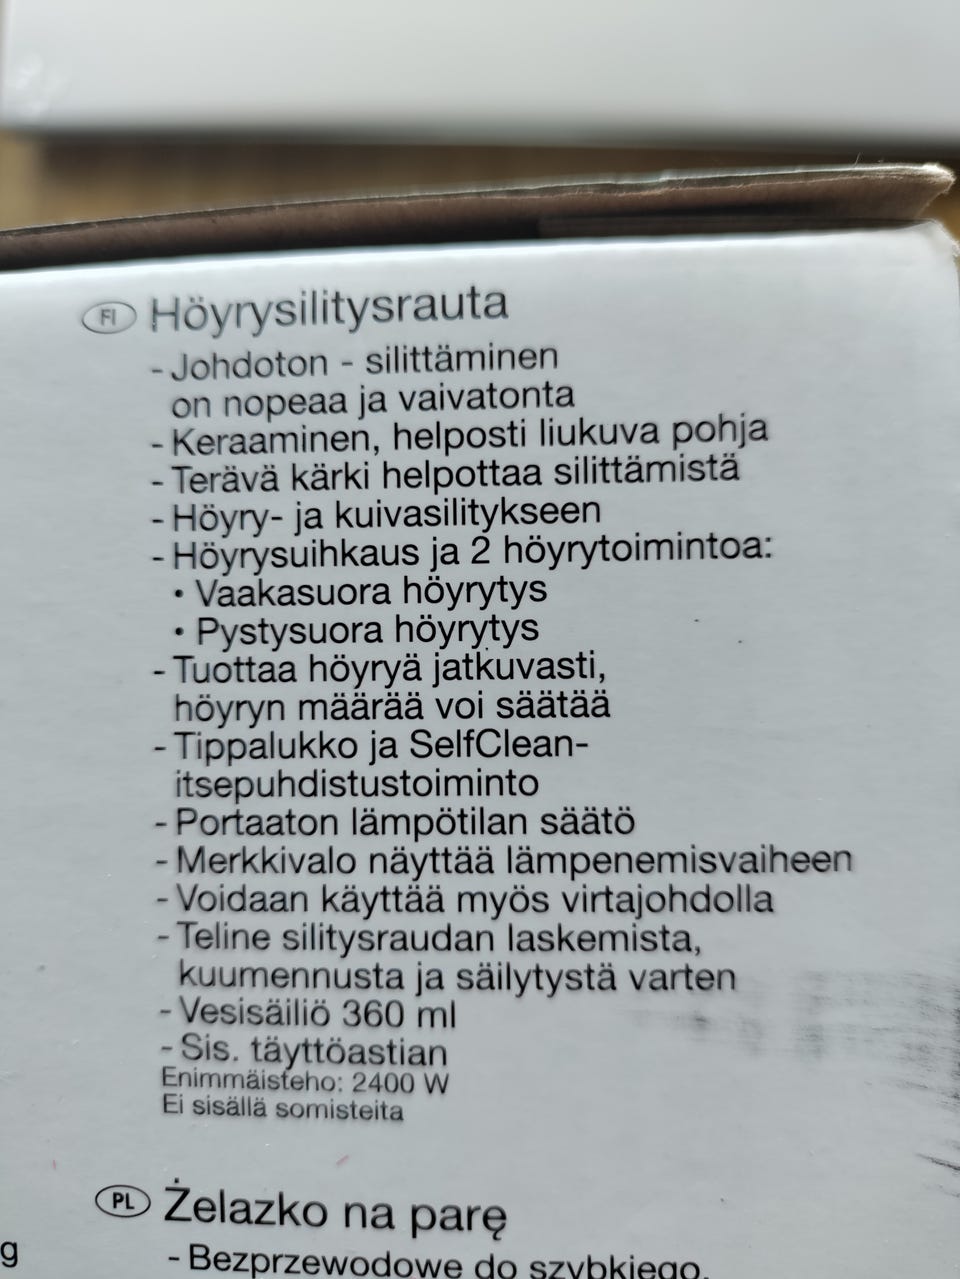 FI Höyrysilitysrauta
- Johdoton - silittäminen
on nopeaa ja vaivatonta
- Keraaminen, helposti liukuva pohja
- Terävä kärki helpottaa silittämistä
- Höyry- ja kuivasilitykseen
- Höyrysuihkaus ja 2 höyrytoimintoa:
• Vaakasuora höyrytys
• Pystysuora höyrytys
- Tuottaa höyryä jatkuvasti,
höyryn määrää voi säätää
- Tippalukko ja SelfClean-
itsepuhdistustoiminto
- Portaaton lämpötilan säätö
- Merkkivalo näyttää lämpenemisvaiheen
- Voidaan käyttää myös virtajohdolla
- Teline silitysraudan laskemista,
kuumennusta ja säilytystä varten
- Vesisäiliö 360 ml
- Sis. täyttöastian
Enimmäisteho: 2400 W
Ei sisällä somisteita
PL Żelazko na parę
g
- Bezprzewodowe do szybkiego,